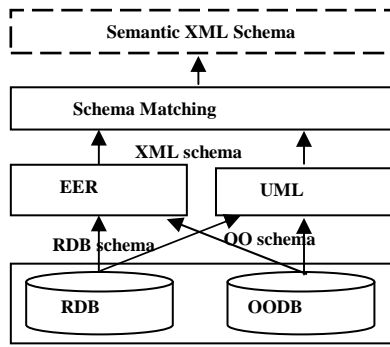 Semantic XML Schema
Schema Matching
XML schema
EER
UML
RDB schema
OO schema
RDB
OODB